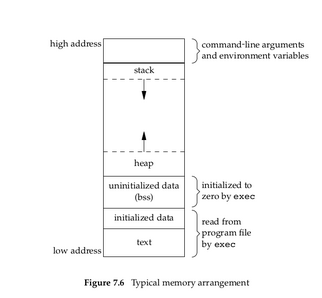 high address
command-line arguments
and environment variables
stack
heap
uninitialized data
(bss)
initialized to
zero by exec
initialized data
read from
program file
by exec
text
low address
Figure 7.6 Typical memory arrangement